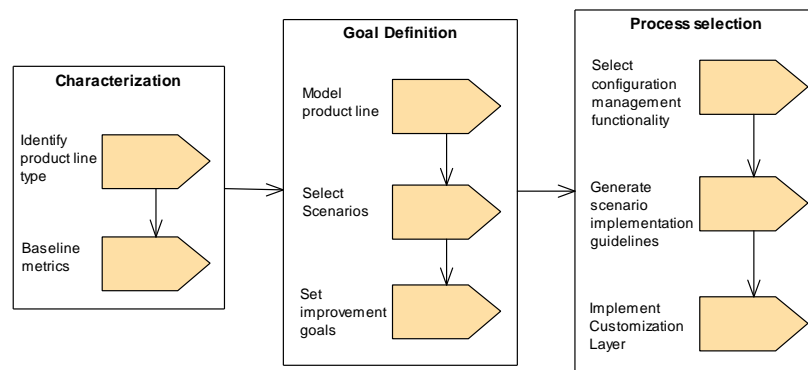 Characterization
Identify
product line
type
Baseline
metrics
Goal Definition
Model
product line
Select
Scenarios
Set
improvement
goals
Process selection
Select
configuration
management
functionality
Generate
scenario
implementation
guidelines
Implement
Customization
Layer